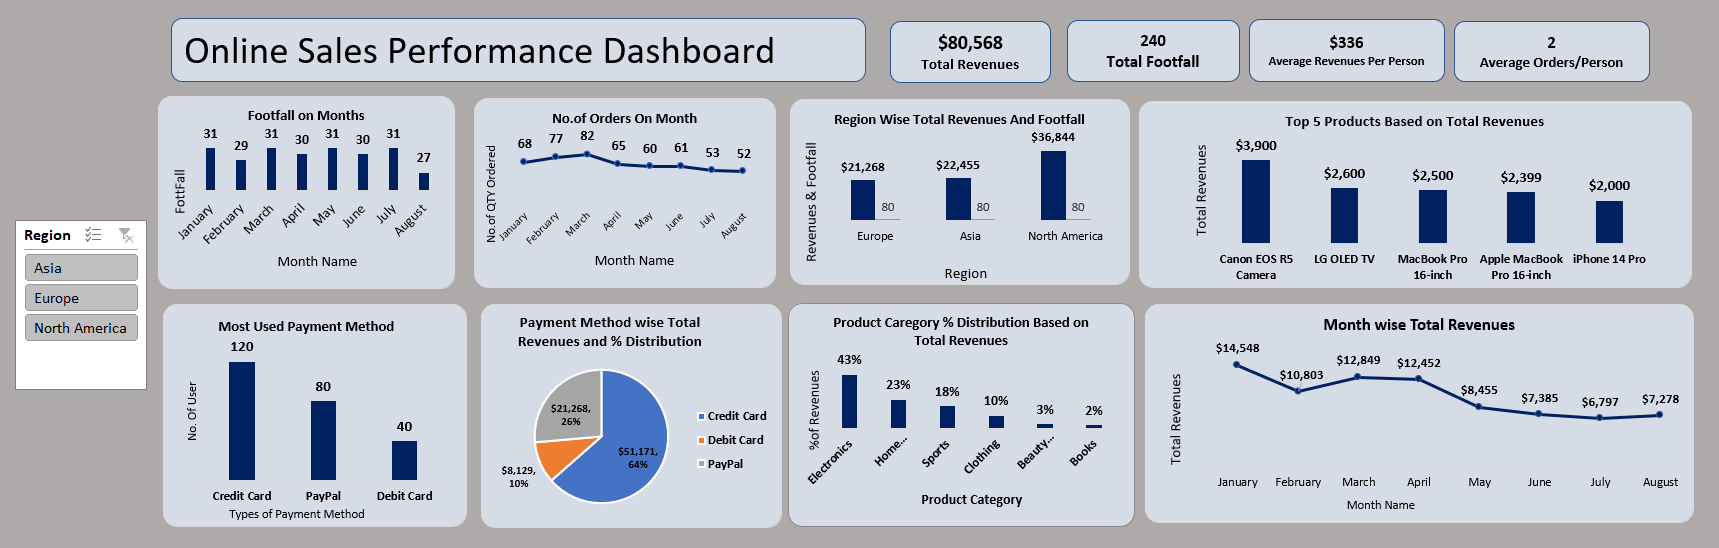 Online Sales Performance Dashboard
$80,568
Total Revenues
240
Total Footfall
$336
Average Revenues Per Person
2
Average Orders/Person
Region
Asia
Europe
North America
Footfall on Months
FottFall
31
29
31
30
31
30
31
27
January
February
March
April
May
June
July
August
Month Name
No.of Orders On Month
No.of QTY Ordered
68
77
82
65
60
61
53
52
January
February
March
April
May
June
July
August
Month Name
Region Wise Total Revenues And Footfall
Revenues & Footfall
$21,268
80
$22,455
80
$36,844
80
Europe
Asia
North America
Region
Top 5 Products Based on Total Revenues
Total Revenues
$3,900
$2,600
$2,500
$2,399
$2,000
Canon EOS R5
Camera
LG OLED TV
MacBook Pro
16-inch
Apple MacBook
Pro 16-inch
iPhone 14 Pro
Most Used Payment Method
No. Of User
120
80
40
Credit Card
PayPal
Debit Card
Types of Payment Method
Payment Method wise Total
Revenues and % Distribution
$21,268,
26%
$51,171,
64%
$8,129,
10%
Credit Card
Debit Card
PayPal
Product Caregory % Distribution Based on
Total Revenues
%of Revenues
43%
23%
18%
10%
3%
2%
Electronics
Home...
Sports
Clothing
Beauty...
Books
Product Category
Month wise Total Revenues
Total Revenues
$14,548
$10,803
$12,849
$12,452
$8,455
$7,385
$6,797
$7,278
January
February
March
April
May
June
July
August
Month Name